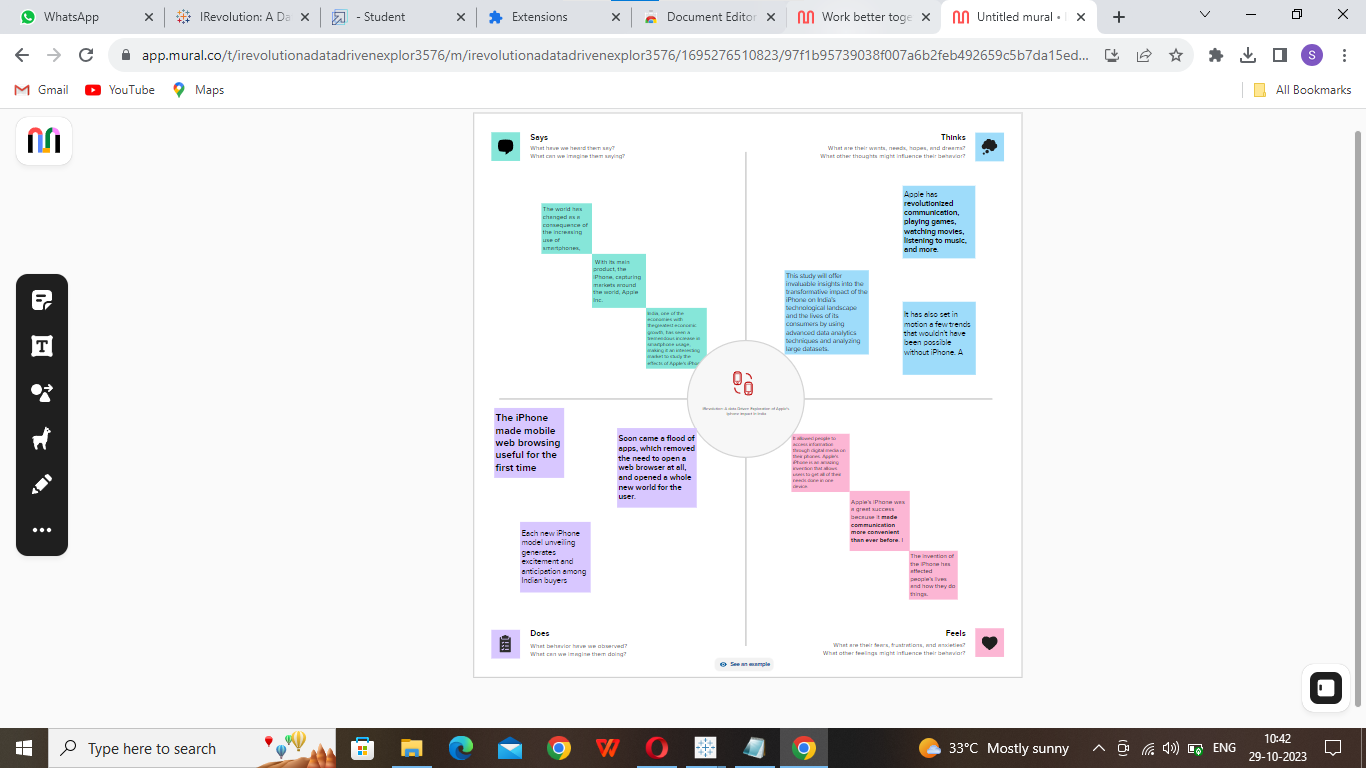 WhatsApp
IRevolution: A Da
- Student
Extensions
Document Editor
Work better toge
Untitled mural •
app.mural.co/t/irevolutionadatadrivenexplor3576/m/irevolutionadatadrivenexplor3576/1695276510823/97f1b95739038f007a6b2feb492659c5b7da15ed...
S
Gmail
YouTube
Maps
All Bookmarks
Says
What have we heard them say?
What can we imagine them saying?
Thinks
What are their wants, needs, hopes, and dreams?
What other thoughts might influence their behavior?
The world has
changed as a
consequence of
the increasing
use of
smartphones,
With its main
product, the
iPhone, capturing
markets around
the world, Apple
Inc.
India, one of the
economies with
thegreatest economic
growth, has seen a
tremendous increase in
smartphone usage,
making it an interesting
market to study the
effects of Apple's iPho
Apple has
revolutionized
communication,
playing games,
watching movies,
listening to music,
and more.
This study will offer
invaluable insights into the
transformative impact of the
iPhone on India's
technological landscape
and the lives of its
consumers by using
advanced data analytics
techniques and analyzing
large datasets.
It has also set in
motion a few trends
that wouldn't have
been possible
without iPhone. A
iphone impact in India
The iPhone
made mobile
web browsing
useful for the
first time
Soon came a flood of
apps, which removed
the need to open a
web browser at all,
and opened a whole
new world for the
user.
Each new iPhone
model unveiling
generates
excitement and
anticipation among
Indian buyers
It allowed people to
access information
through digital media on
their phones. Apple's
iPhone is an amazing
invention that allows
users to get all of their
needs done in one
device.
Apple's iPhone was
a great success
because it made
communication
more convenient
than ever before. I
The invention of
the iPhone has
affected
people's lives
and how they do
things.
Does
What behavior have we observed?
What can we imagine them doing?
Feels
What are their fears, frustrations, and anxieties?
What other feelings might influence their behavior?
See an example
Type here to search
33°C Mostly sunny
ENG
10:42
29-10-2023